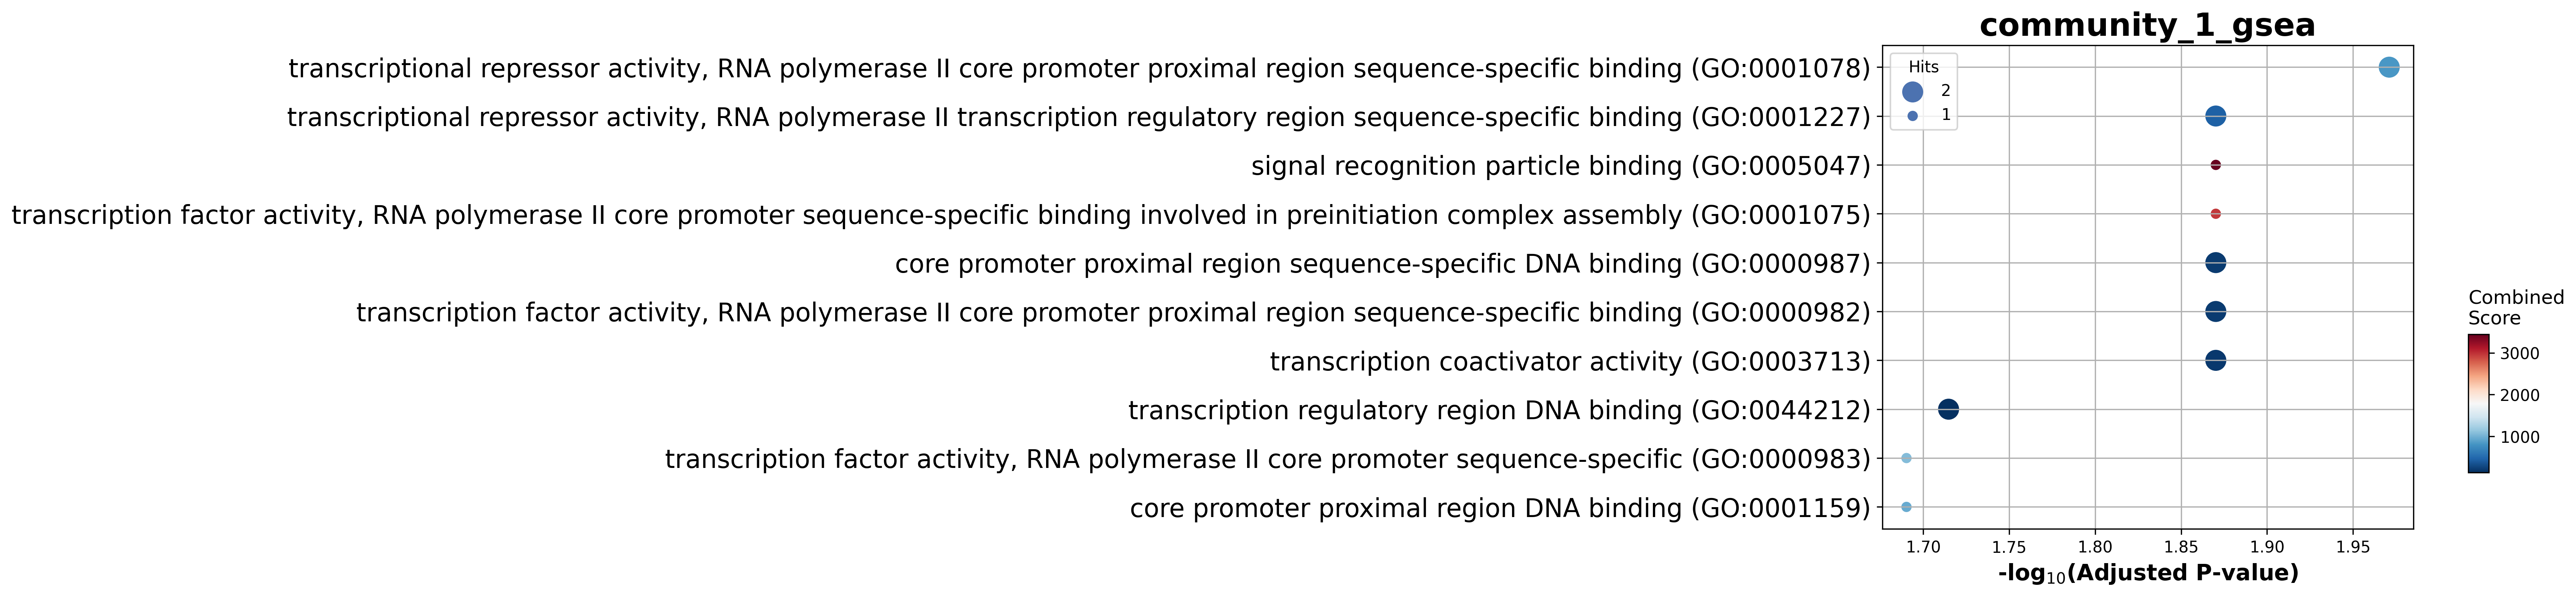 community_1_gsea
transcriptional repressor activity, RNA polymerase II core promoter proximal region sequence-specific binding (GO:0001078)
transcriptional repressor activity, RNA polymerase II transcription regulatory region sequence-specific binding (GO:0001227)
signal recognition particle binding (GO:0005047)
transcription factor activity, RNA polymerase II core promoter sequence-specific binding involved in preinitiation complex assembly (GO:0001075)
core promoter proximal region sequence-specific DNA binding (GO:0000987)
transcription factor activity, RNA polymerase II core promoter proximal region sequence-specific binding (GO:0000982)
transcription coactivator activity (GO:0003713)
transcription regulatory region DNA binding (GO:0044212)
transcription factor activity, RNA polymerase II core promoter sequence-specific (GO:0000983)
core promoter proximal region DNA binding (GO:0001159)
Hits
2
1
1.70 1.75 1.80 1.85 1.90 1.95
-log10(Adjusted P-value)
Combined
Score
3000
2000
1000